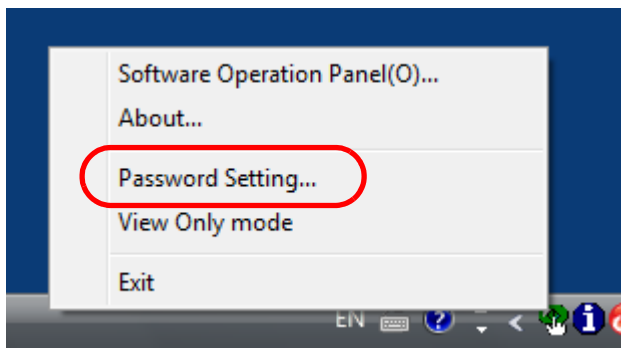 Software Operation Panel(O)...
About...
Password Setting...
View Only mode
Exit
EN ? < i